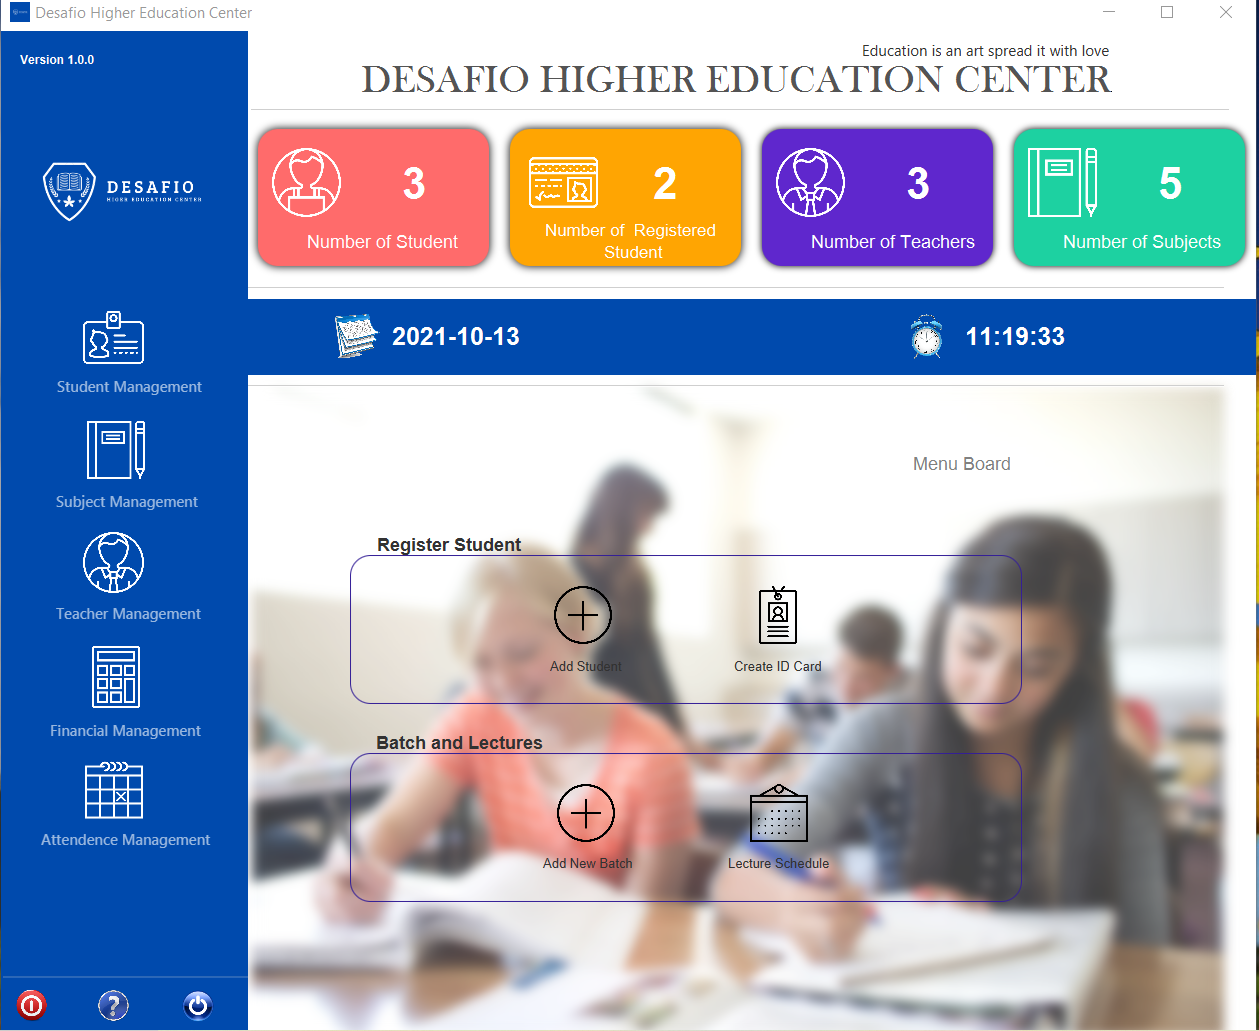 Desafio Higher Education Center
Version 1.0.0
Education is an art spread it with love
DESAFIO HIGHER EDUCATION CENTER
DESAFIO
HIGER EDUCATION CENTER
3
Number of Student
2
Number of Registered
Student
3
Number of Teachers
5
Number of Subjects
2021-10-13
11:19:33
Student Management
Subject Management
Teacher Management
Financial Management
Attendence Management
Menu Board
Register Student
Add Student
Create ID Card
Batch and Lectures
Add New Batch
Lecture Schedule